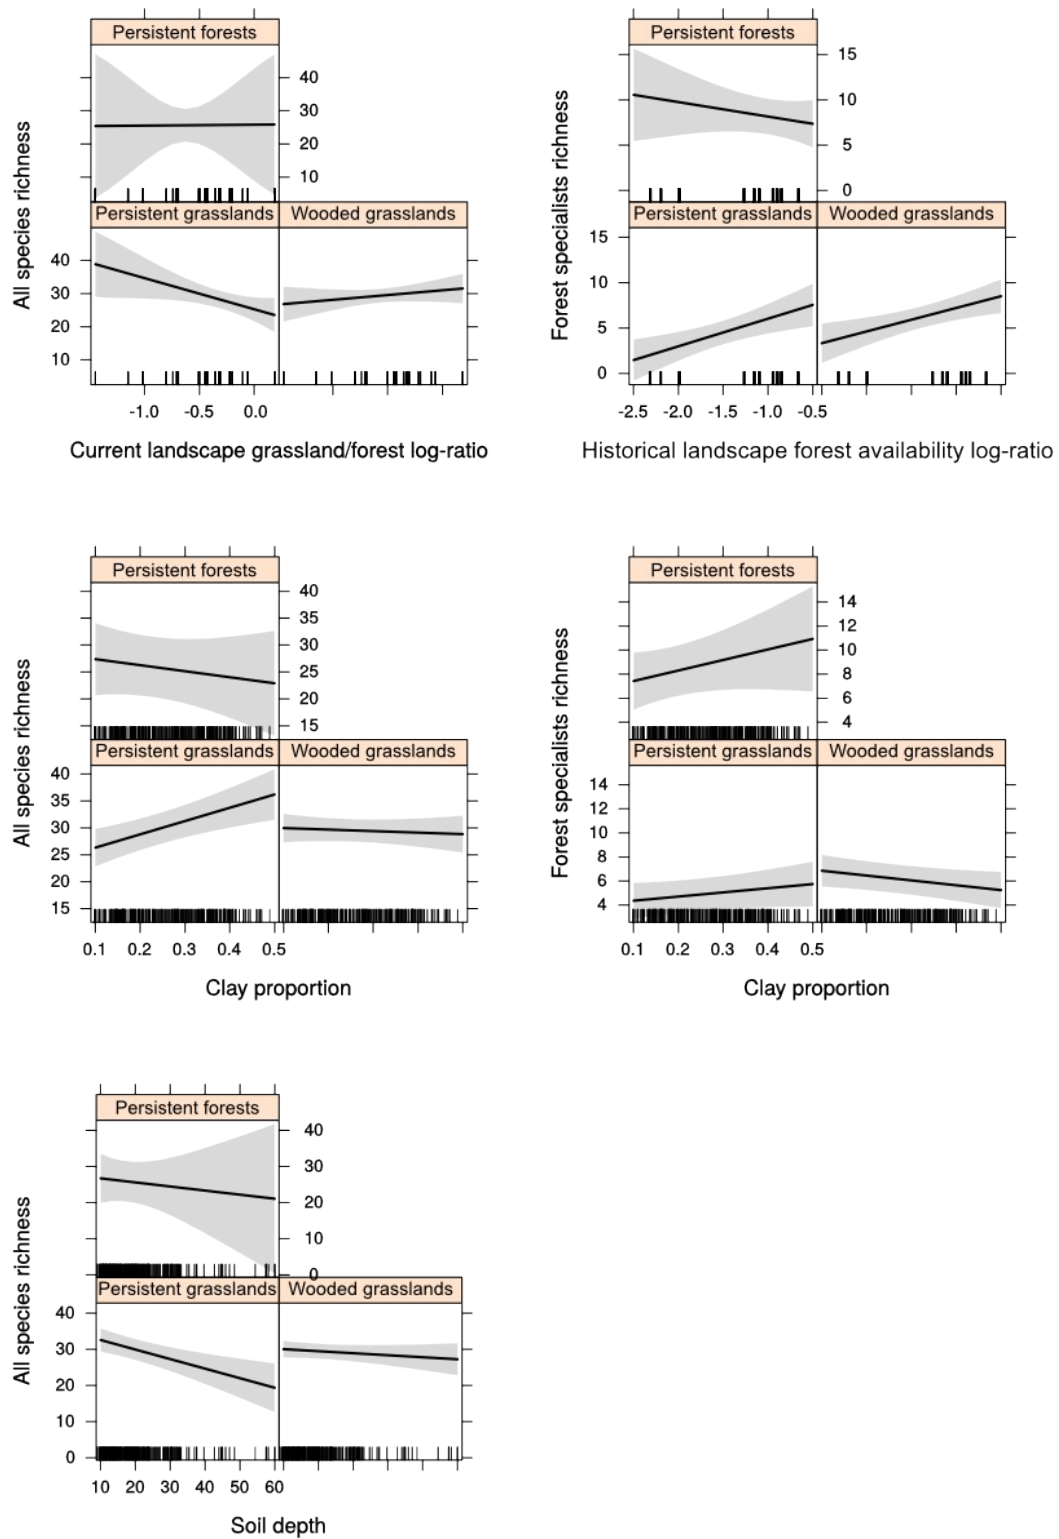 Persistent forests
All species richness
40
30
20
10
Persistent grasslands
Wooded grasslands
All species richness
40
30
20
10
-1.0 -0.5 0.0
Current landscape grassland/forest log-ratio
Persistent forests
15
10
5
0
Persistent grasslands
Wooded grasslands
Forest specialists richness
15
10
5
0
-2.5 -2.0 -1.5 -1.0 -0.5
Historical landscape forest availability log-ratio
Persistent forests
40
35
30
25
20
15
Persistent grasslands
Wooded grasslands
All species richness
40
35
30
25
20
15
0.1 0.2 0.3 0.4 0.5
Clay proportion
Persistent forests
14
12
10
8
6
4
Persistent grasslands
Wooded grasslands
Forest specialists richness
14
12
10
8
6
4
0.1 0.2 0.3 0.4 0.5
Clay proportion
Persistent forests
40
30
20
10
0
Persistent grasslands
Wooded grasslands
All species richness
40
30
20
10
0
10 20 30 40 50 60
Soil depth